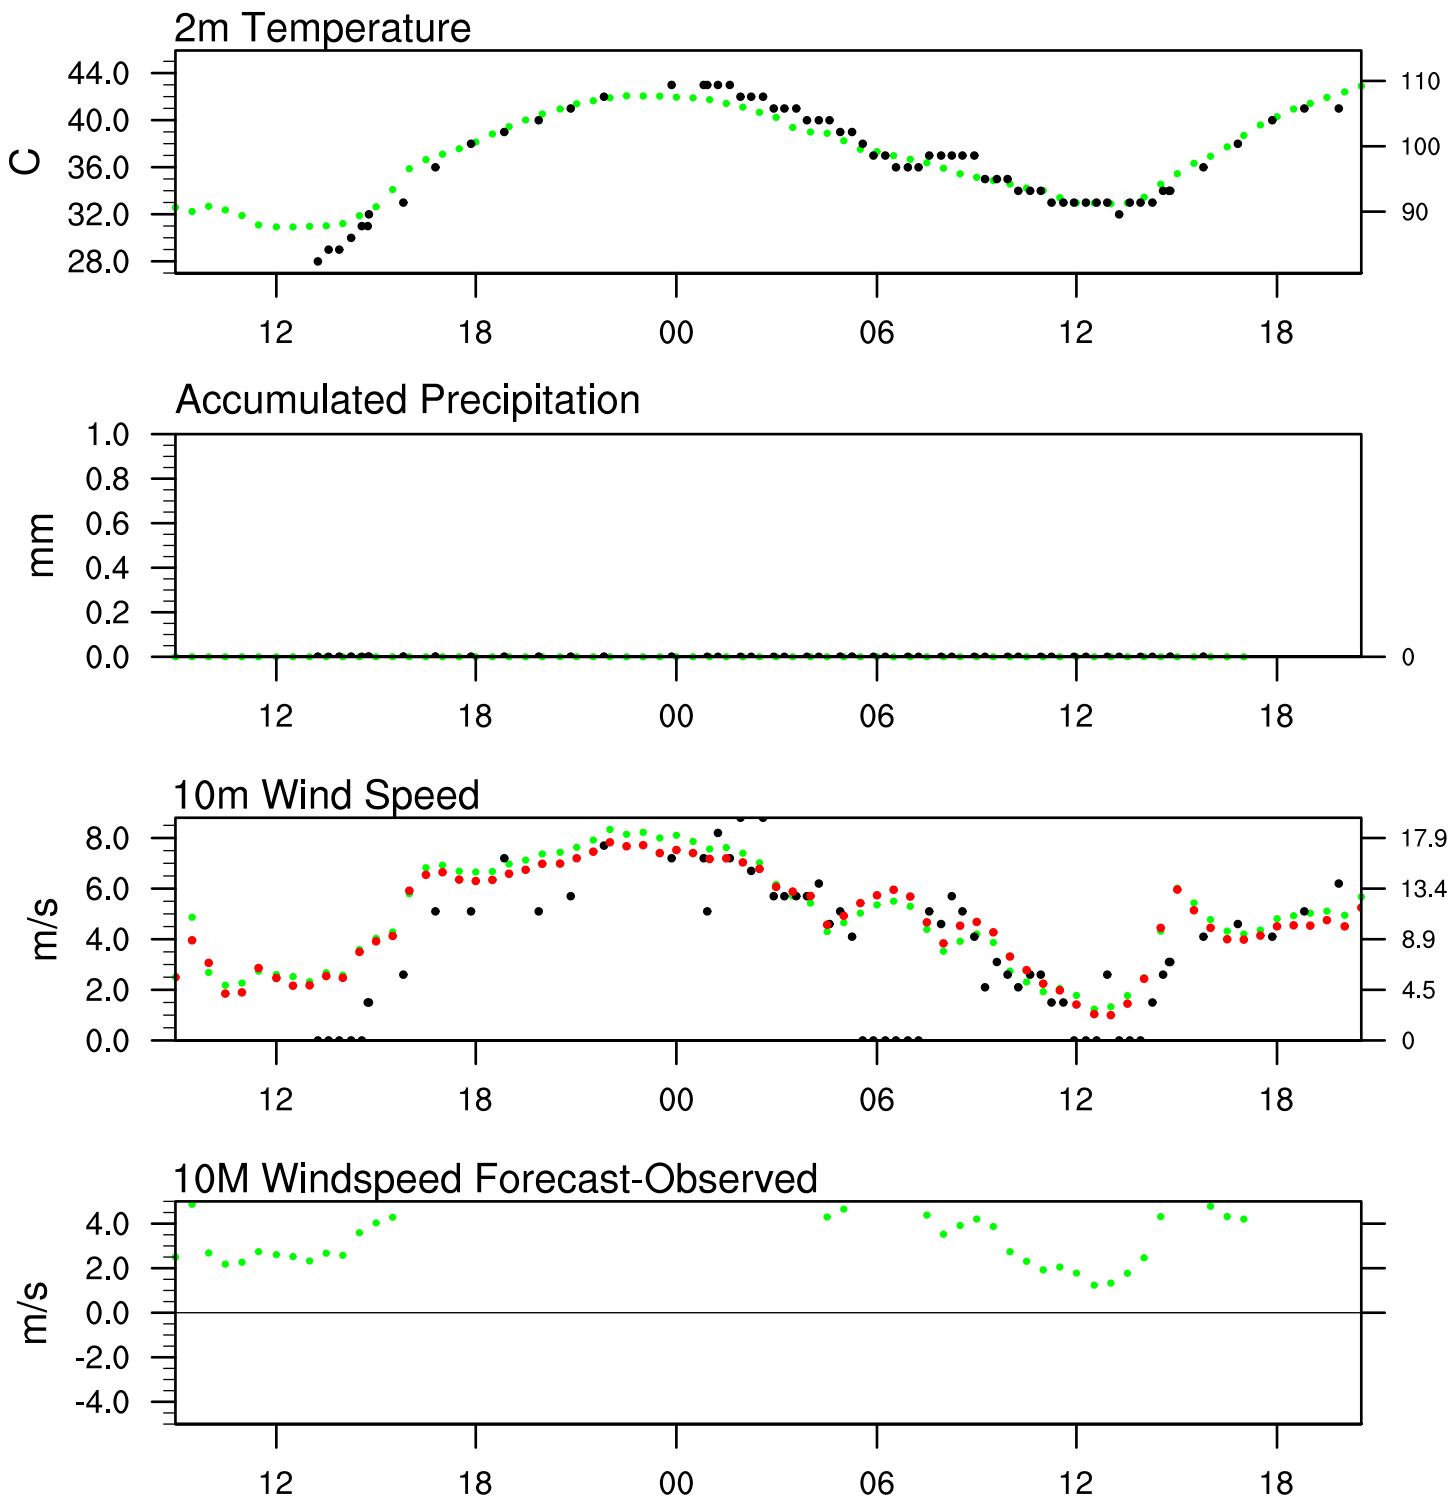 2m Temperature
44.0
40.0
36.0
32.0
28.0
C
110
100
90
12 18 00 06 12 18
Accumulated Precipitation
1.0
0.8
0.6
0.4
0.2
0.0
mm
0
12 18 00 06 12 18
10m Wind Speed
8.0
6.0
4.0
2.0
0.0
m/s
17.9
13.4
8.9
4.5
0
12 18 00 06 12 18
10M Windspeed Forecast-Observed
4.0
2.0
0.0
-2.0
-4.0
m/s
12 18 00 06 12 18